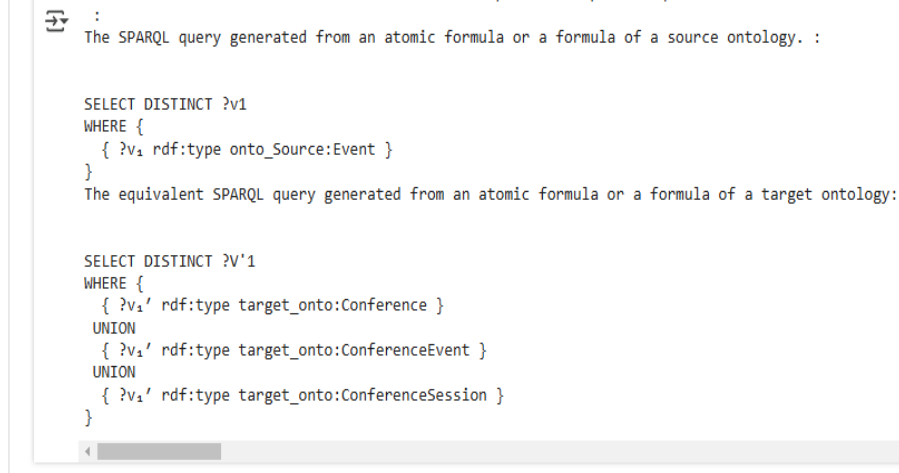 :
The SPARQL query generated from an atomic formula or a formula of a source ontology. :
SELECT DISTINCT ?v1
WHERE {
{ ?v₁ rdf:type onto_Source:Event }
}
The equivalent SPARQL query generated from an atomic formula or a formula of a target ontology:
SELECT DISTINCT ?V'1
WHERE {
{ ?v₁′ rdf:type target_onto:Conference }
UNION
{ ?v₁′ rdf:type target_onto:ConferenceEvent }
UNION
{ ?v₁′ rdf:type target_onto:ConferenceSession }
}